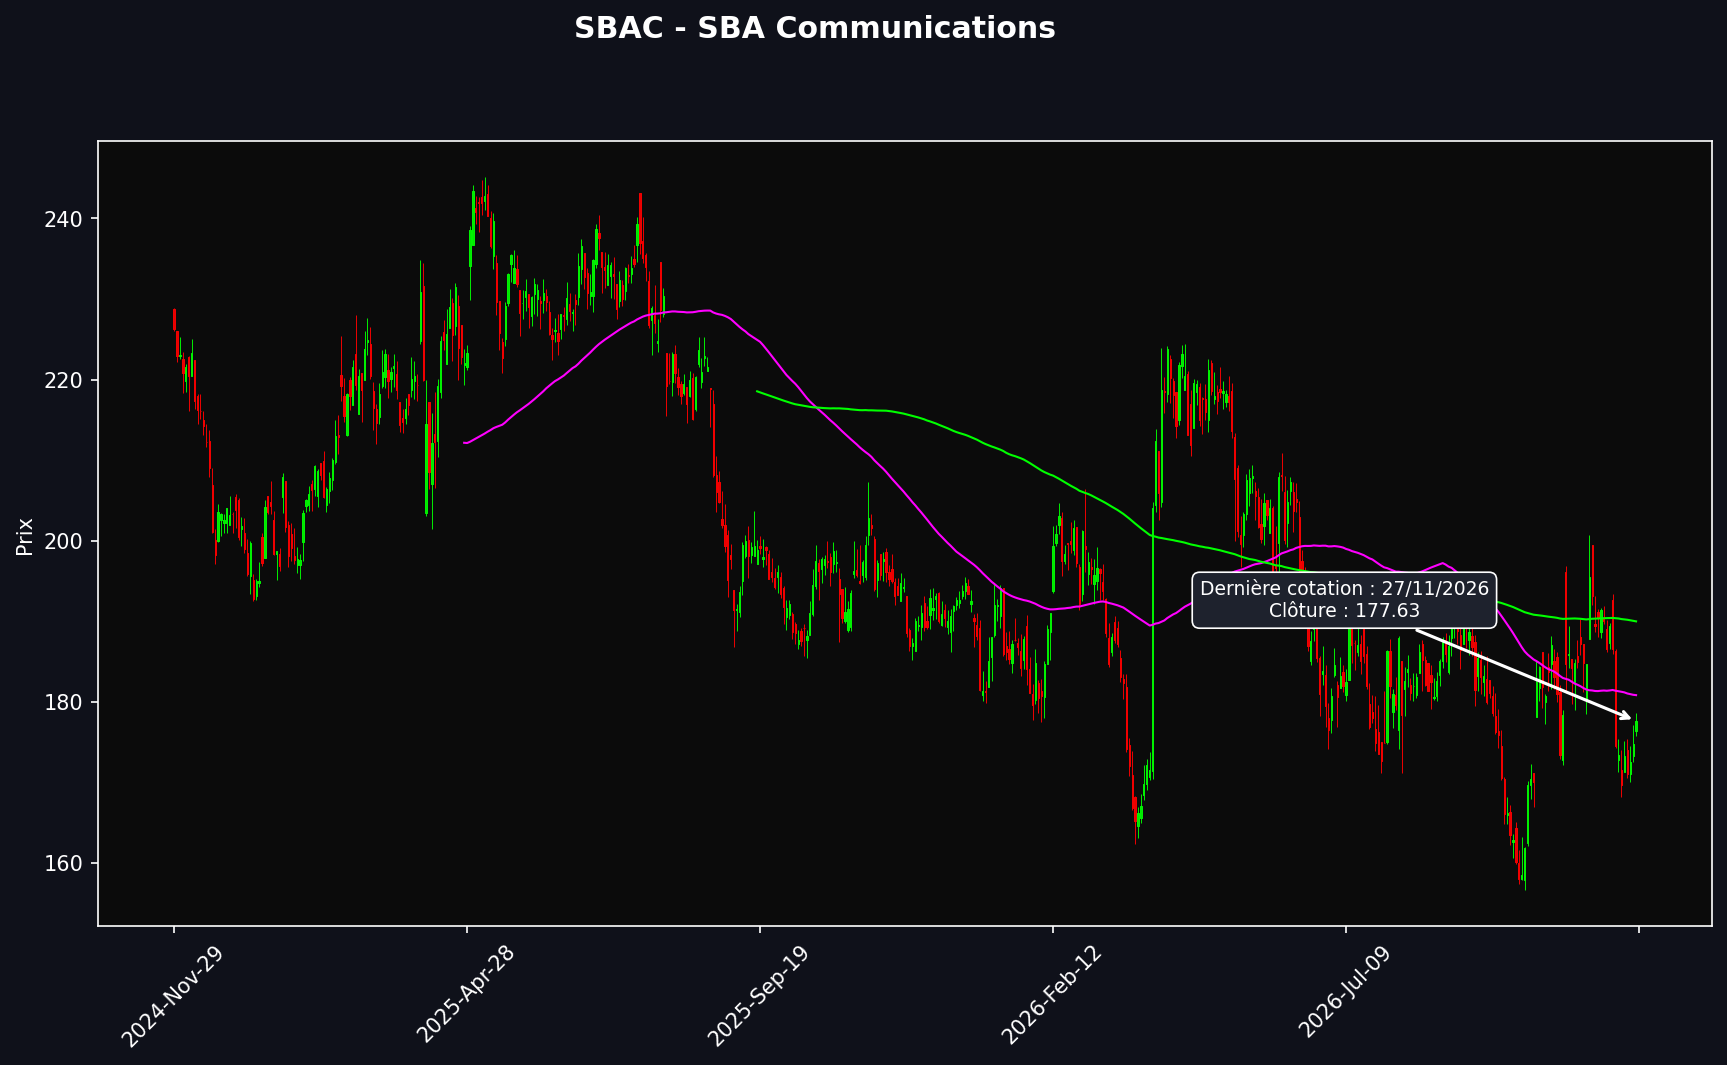 SBAC - SBA Communications
240
220
200
180
160
Prix
Dernière cotation : 27/11/2026
Clôture : 177.63
2024-Nov-29
2025-Apr-28
2025-Sep-19
2026-Feb-12
2026-Jul-09